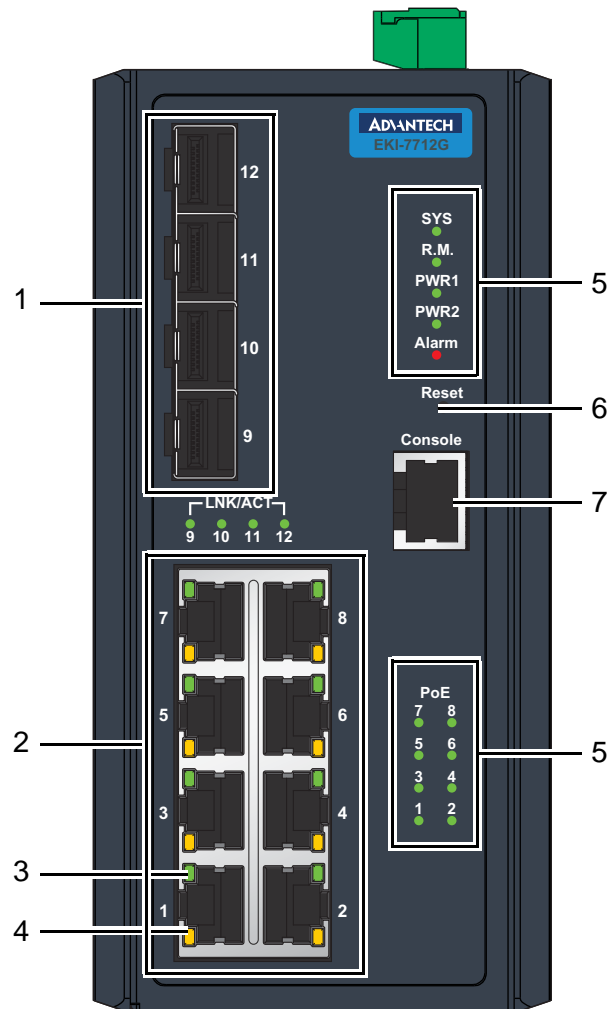 ADVANTECH
EKI-7712G
12
11
10
9
1
SYS
R.M.
PWR1
PWR2
Alarm
5
Reset
6
Console
7
LNK/ACT
9 10 11 12
7 8
5 6
3 4
1 2
2
3
4
PoE
7 8
5 6
3 4
1 2
5